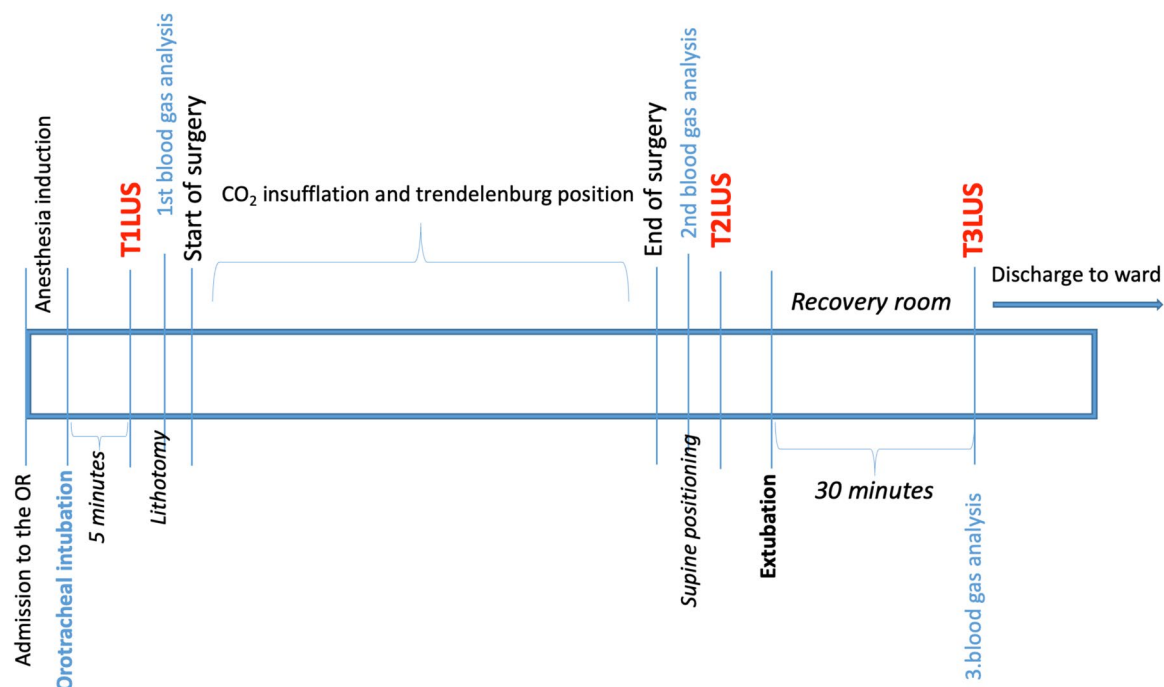 Anesthesia induction
T1LUS
1st blood gas analysis
Start of surgery
CO₂ insufflation and trendelenburg position
End of surgery
2nd blood gas analysis
T2LUS
Recovery room
T3LUS
Discharge to ward
Admission to the OR
Orotracheal intubation
5 minutes
Lithotomy
Supine positioning
Extubation
30 minutes
3.blood gas analysis